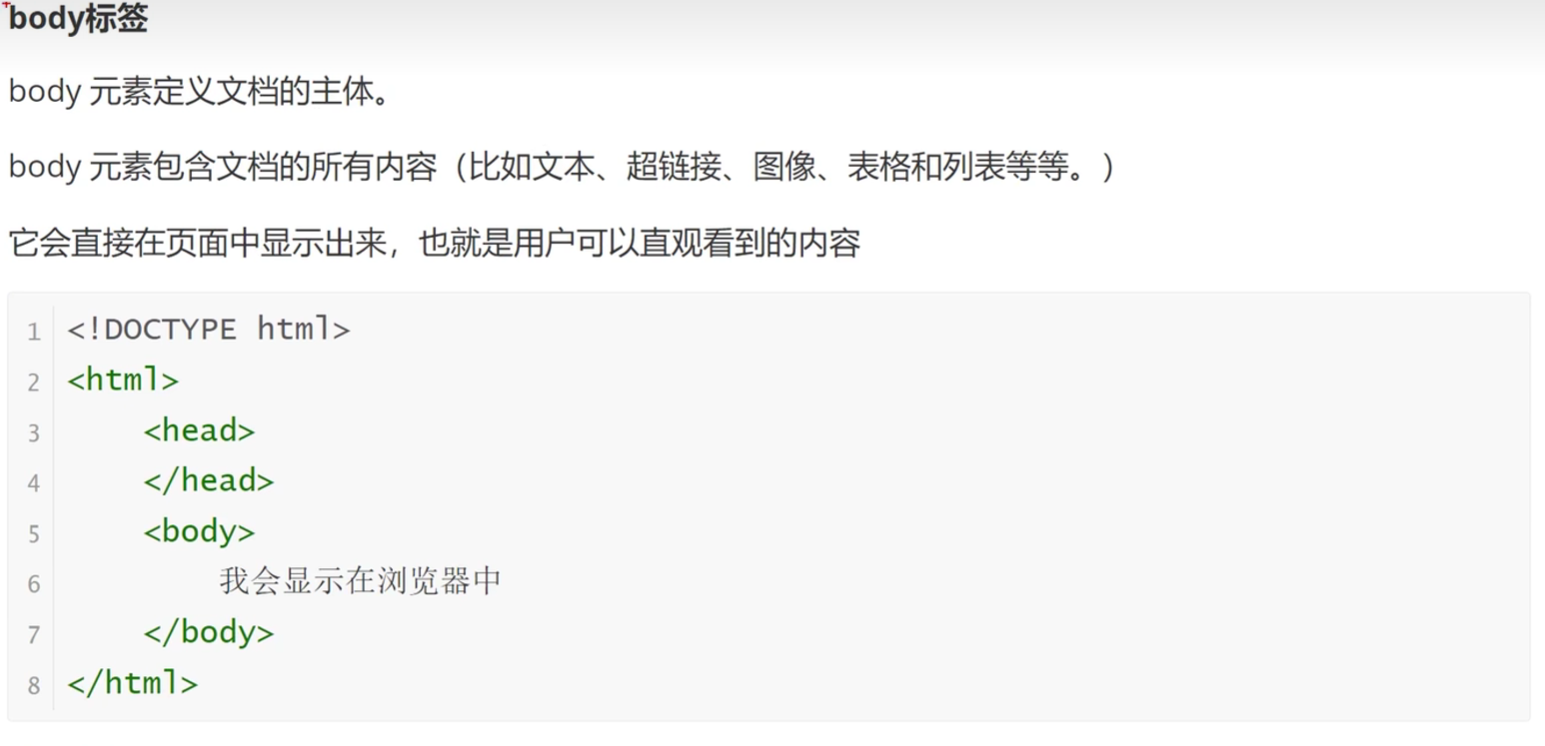 body标签
body 元素定义文档的主体。
body 元素包含文档的所有内容（比如文本、超链接、图像、表格和列表等等。）
它会直接在页面中显示出来，也就是用户可以直观看到的内容
1 <!DOCTYPE html>
2 <html>
3     <head>
4     </head>
5     <body>
6         我会显示在浏览器中
7     </body>
8 </html>